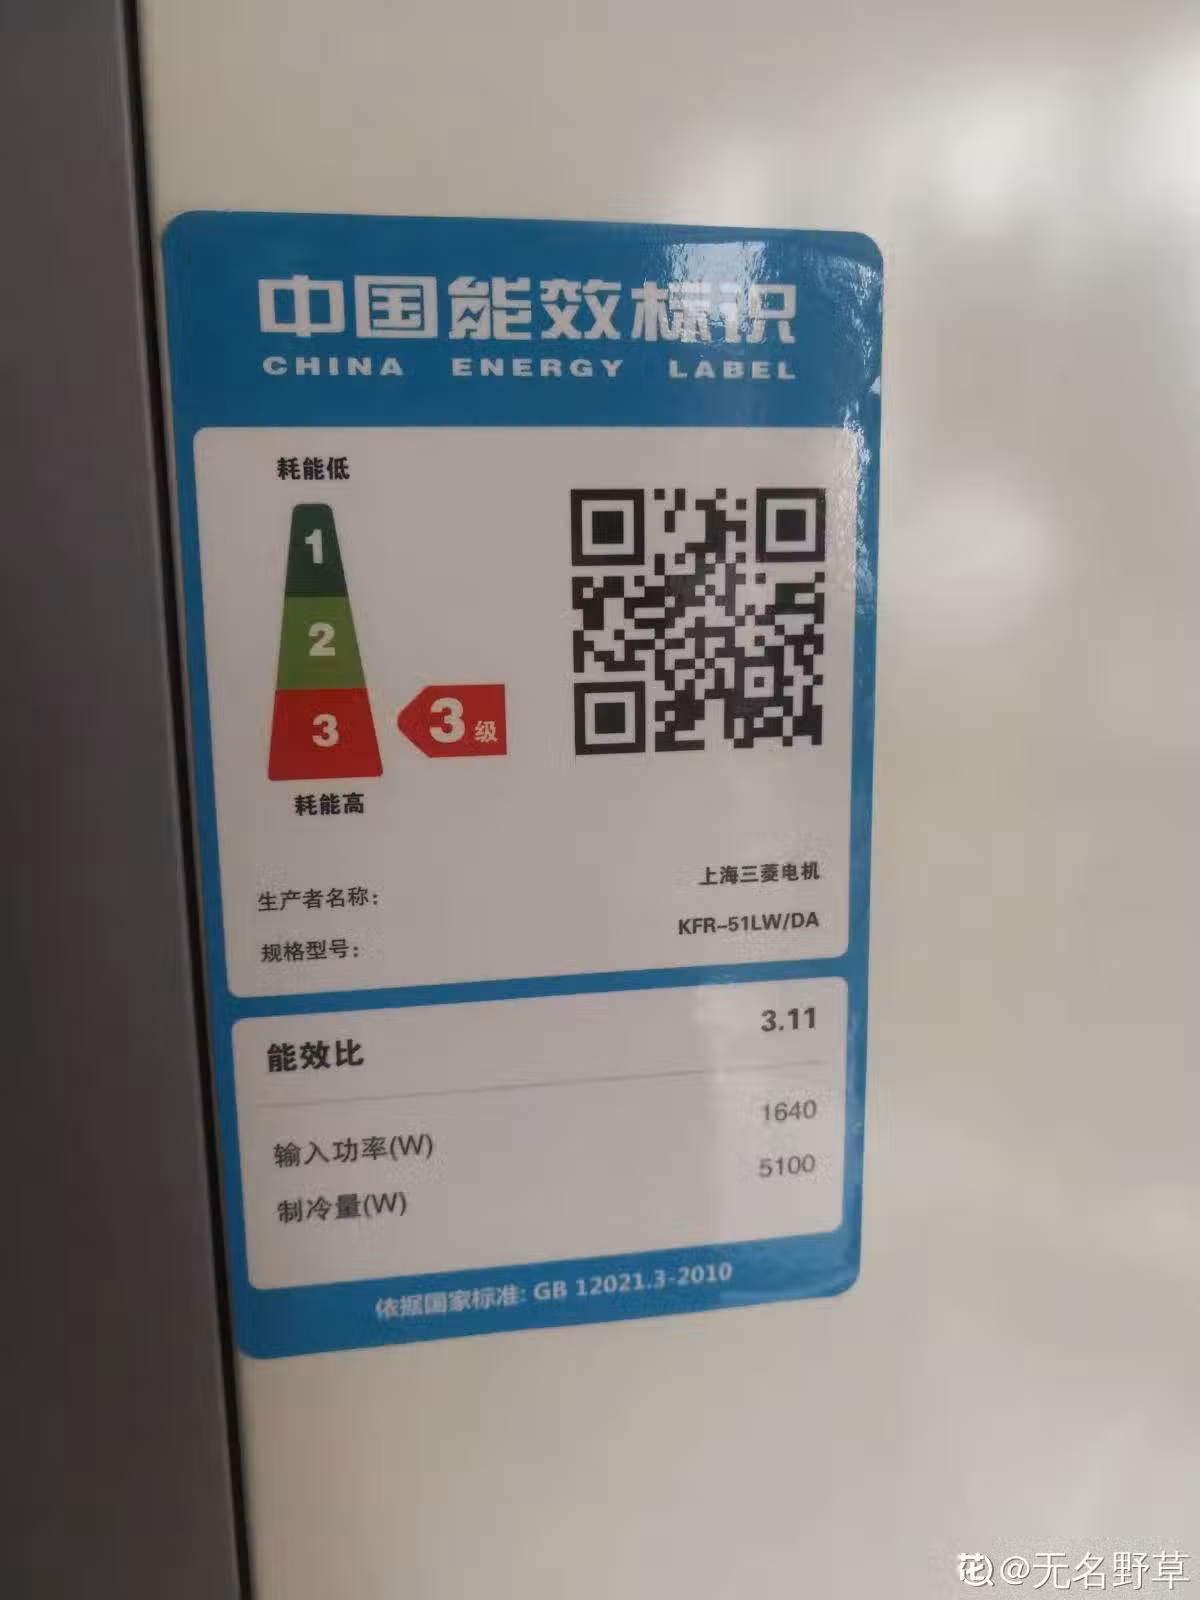 中国能效标识
CHINA ENERGY LABEL
耗能低
1
2
3
3级
耗能高
生产者名称: 上海三菱电机
规格型号: KFR-51LW/DA
能效比 3.11
输入功率(W) 1640
制冷量(W) 5100
依据国家标准: GB 12021.3-2010
花@无名野草